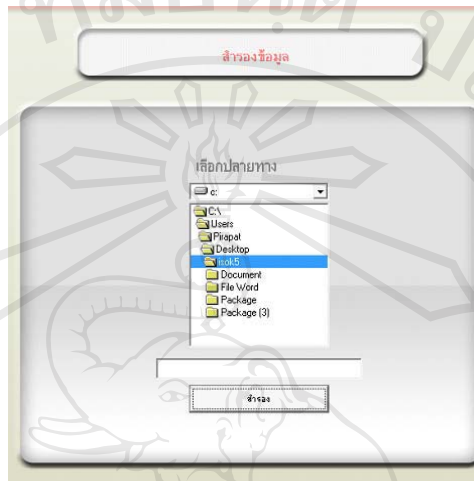 สำรองข้อมูล
เลือกปลายทาง
c:
C:\
Users
Pirapat
Desktop
Document
File Word
Package
Package (3)
สำรอง